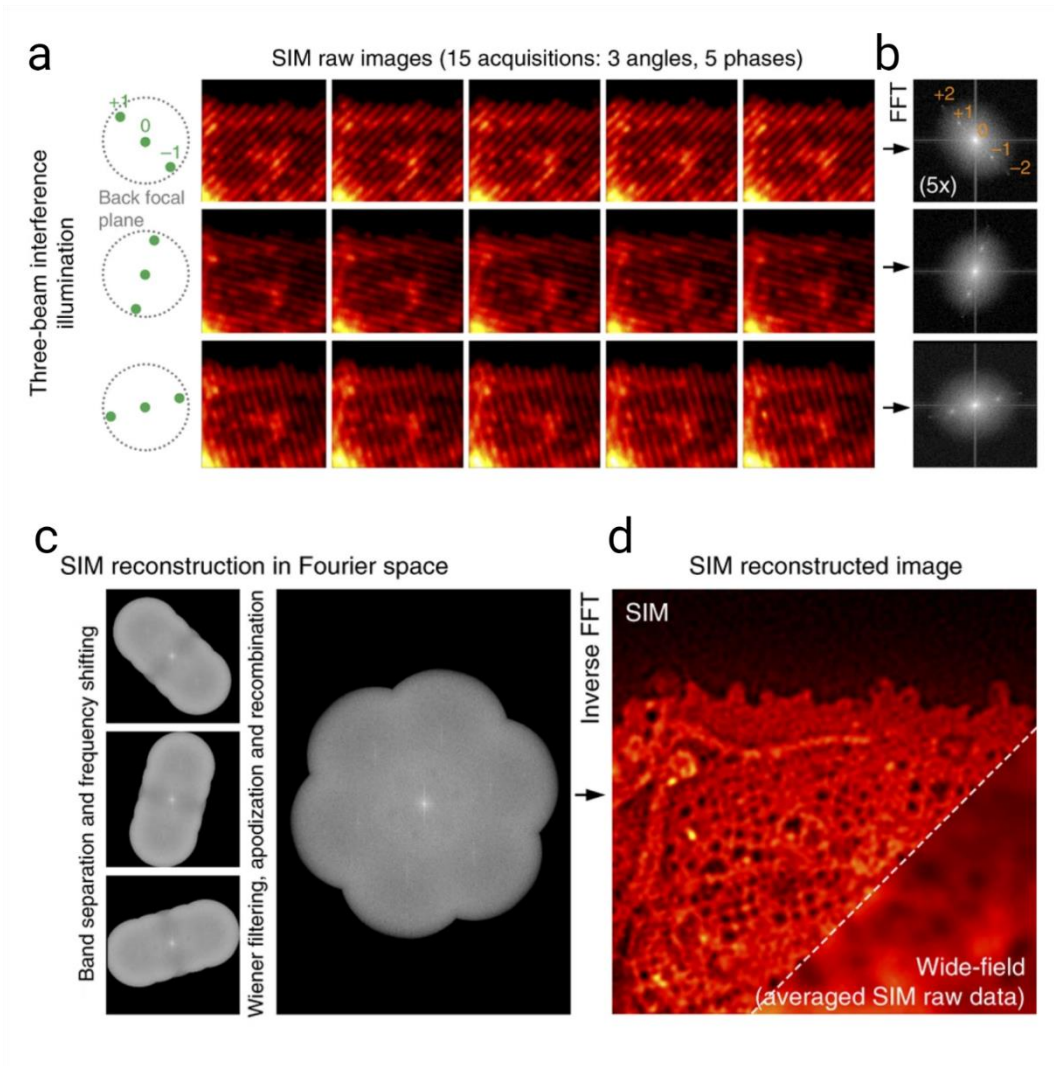 a
SIM raw images (15 acquisitions: 3 angles, 5 phases)
b
Three-beam interference
illumination
+1
0
−1
Back focal
plane
FFT
+2
+1
0
−1
−2
(5x)
c
SIM reconstruction in Fourier space
Band separation and frequency shifting
Wiener filtering, apodization and recombination
Inverse FFT
d
SIM reconstructed image
SIM
Wide-field
(averaged SIM raw data)